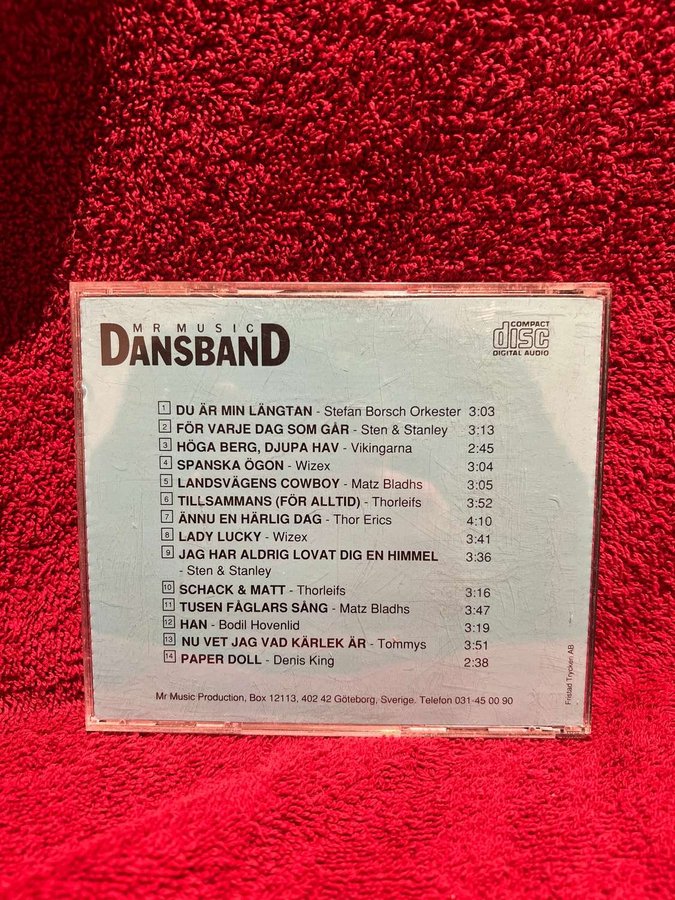 MR MUSIC
DANSBAND
COMPACT
disc
DIGITAL AUDIO
1 DU ÄR MIN LÄNGTAN - Stefan Borsch Orkester 3:03
2 FÖR VARJE DAG SOM GÅR - Sten & Stanley 3:13
3 HÖGA BERG, DJUPA HAV - Vikingarna 2:45
4 SPANSKA ÖGON - Wizex 3:04
5 LANDSVÄGENS COWBOY - Matz Bladhs 3:05
6 TILLSAMMANS (FÖR ALLTID) - Thorleifs 3:52
7 ÄNNU EN HÄRLIG DAG - Thor Erics 4:10
8 LADY LUCKY - Wizex 3:41
9 JAG HAR ALDRIG LOVAT DIG EN HIMMEL 3:36
- Sten & Stanley
10 SCHACK & MATT - Thorleifs 3:16
11 TUSEN FÅGLARS SÅNG - Matz Bladhs 3:47
12 HAN - Bodil Hovenlid 3:19
13 NU VET JAG VAD KÄRLEK ÄR - Tommys 3:51
14 PAPER DOLL - Denis King 2:38
Mr Music Production, Box 12113, 402 42 Göteborg, Sverige. Telefon 031-45 00 90
Fristad Tryckeri AB